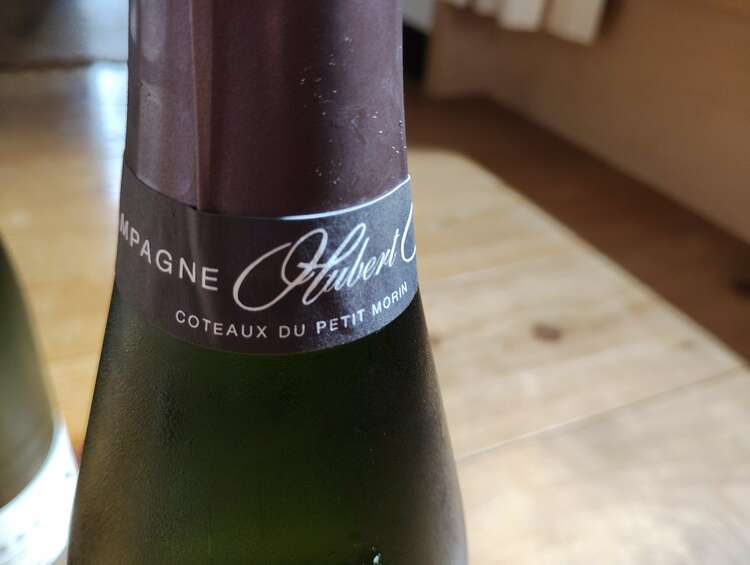 MPAGNE Hubert
COTEAUX DU PETIT MORIN